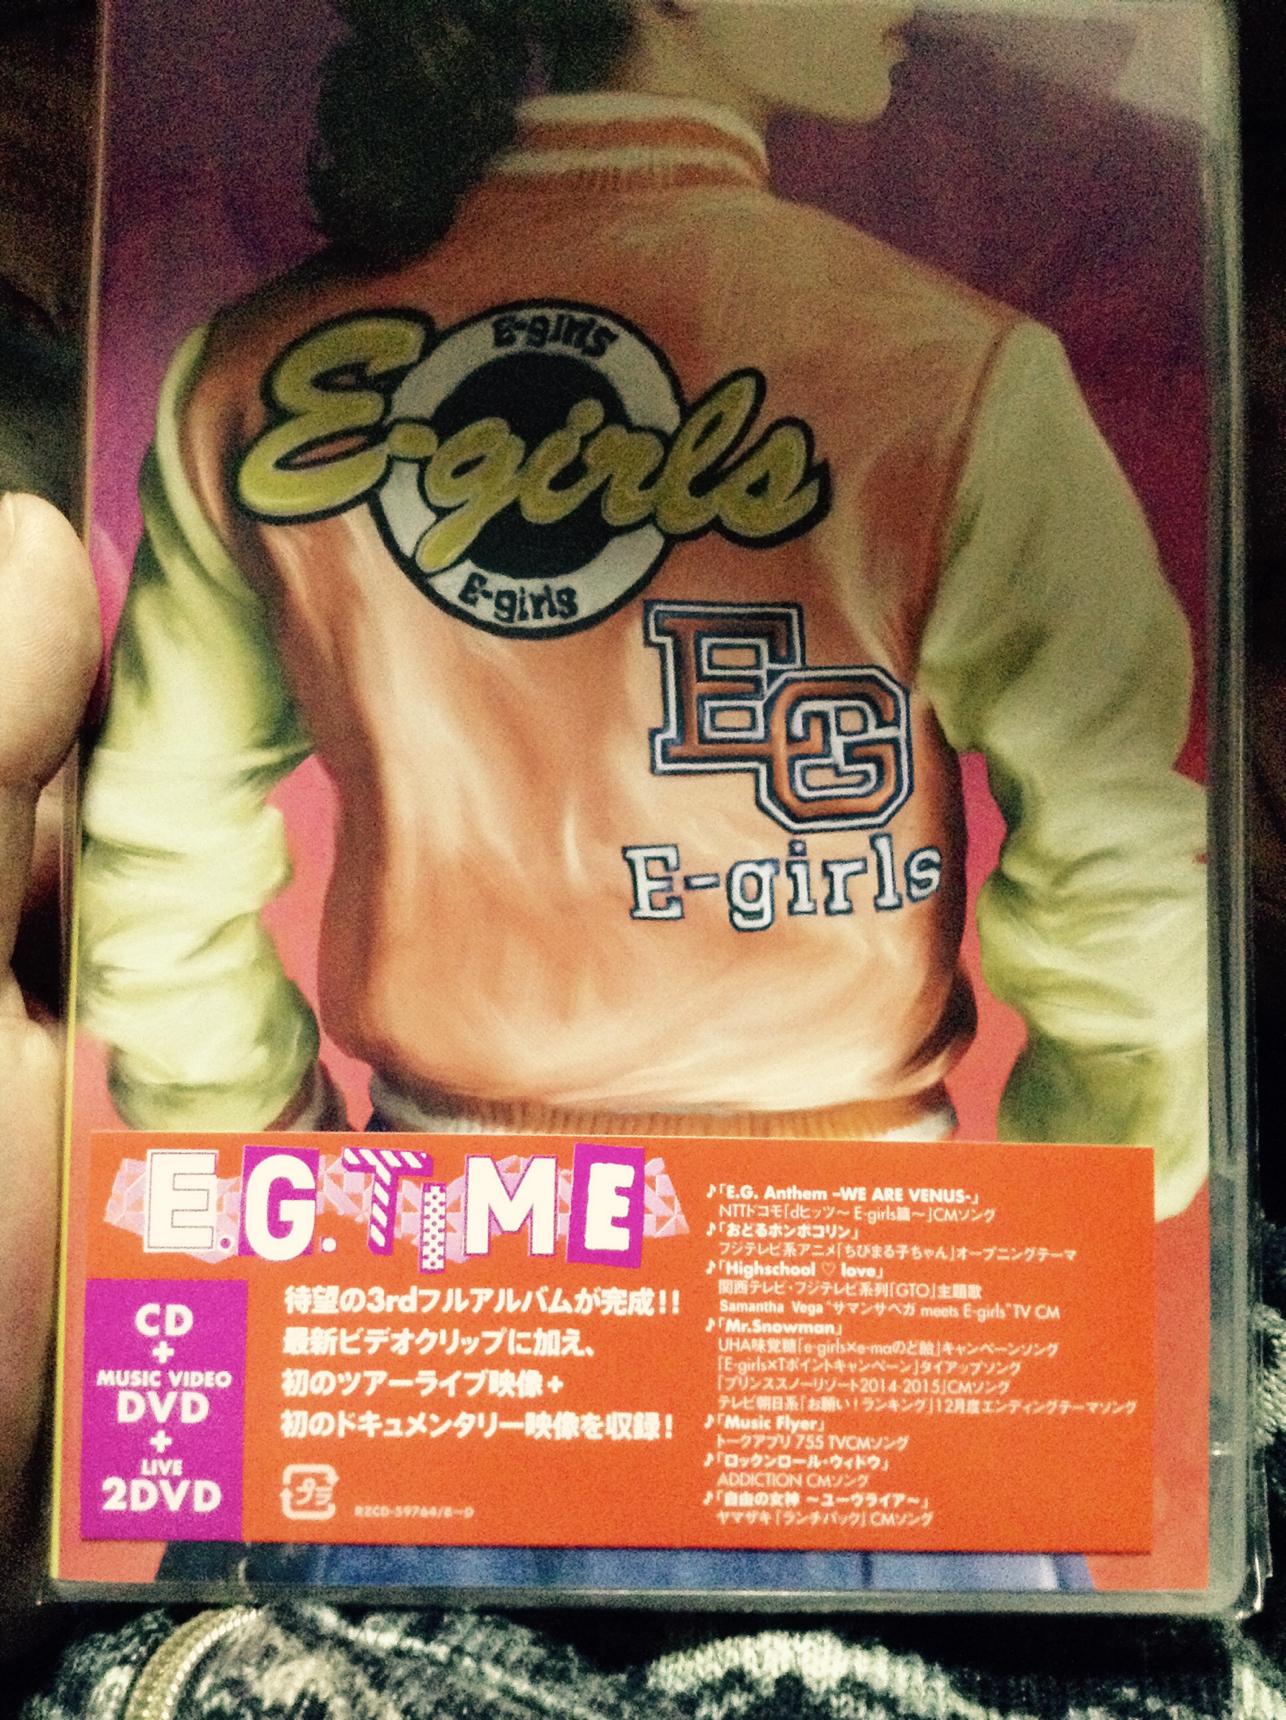 E-girls
E-girls
E-girls
EG
E-girls
E.G. TIME
CD
+
MUSIC VIDEO
DVD
+
LIVE
2DVD
待望の3rdフルアルバムが完成!!
最新ビデオクリップに加え、
初のツアーライブ映像+
初のドキュメンタリー映像を収録!
プラ
RZCD-59764/B~D
♪「E.G. Anthem -WE ARE VENUS-」
NTTドコモ「dヒッツ〜 E-girls篇〜」CMソング
♪「おどるポンポコリン」
フジテレビ系アニメ「ちびまる子ちゃん」オープニングテーマ
♪「Highschool ♡ love」
関西テレビ・フジテレビ系列「GTO」主題歌
Samantha Vega "サマンサベガ meets E-girls" TV CM
♪「Mr.Snowman」
UHA味覚糖「e-girls×e-maのど飴」キャンペーンソング
「E-girls×Tポイントキャンペーン」タイアップソング
「プリンススノーリゾート2014-2015」CMソング
テレビ朝日系「お願い！ランキング」12月度エンディングテーマソング
♪「Music Flyer」
トークアプリ 755 TVCMソング
♪「ロックンロール・ウィドウ」
ADDICTION CMソング
♪「自由の女神 〜ユーヴライア〜」
ヤマザキ「ランチパック」CMソング